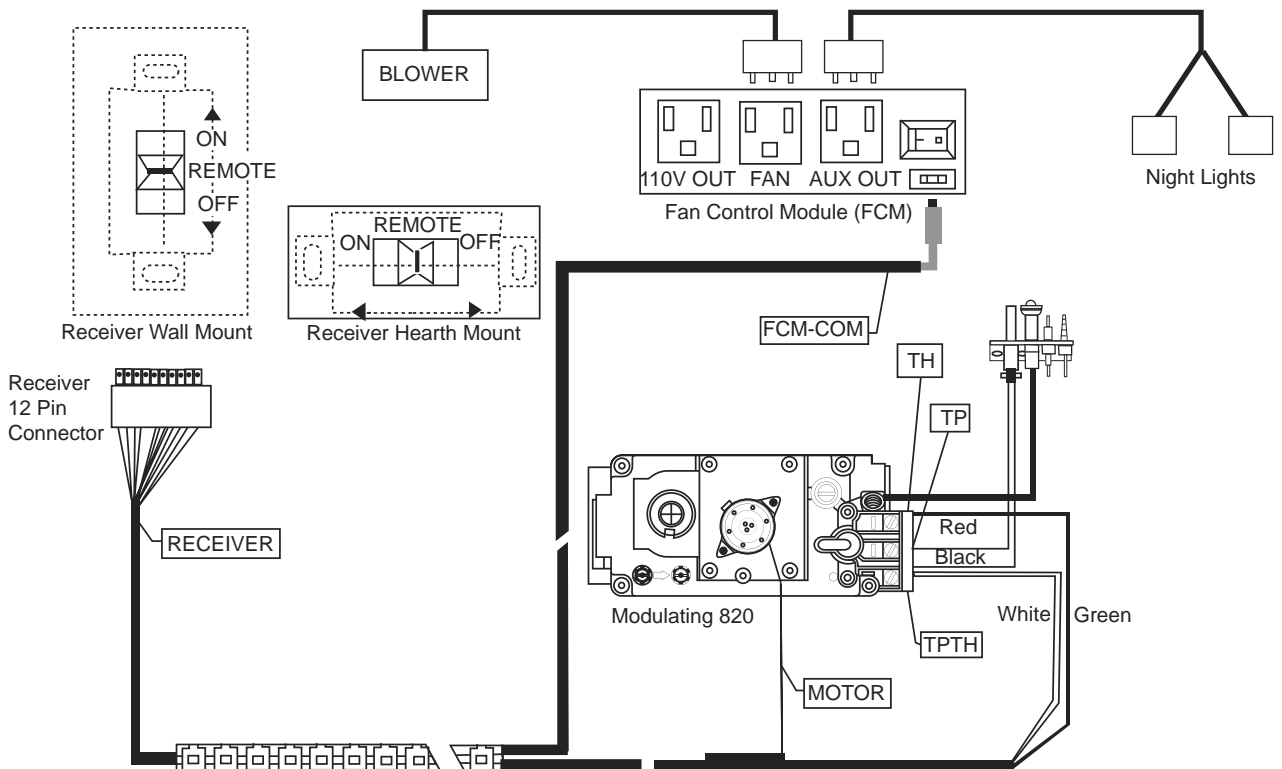 BLOWER
ON
REMOTE
OFF
Receiver Wall Mount
REMOTE
ON
OFF
Receiver Hearth Mount
110V OUT
FAN
AUX OUT
Fan Control Module (FCM)
Night Lights
FCM-COM
TH
TP
Receiver
12 Pin
Connector
RECEIVER
Red
Black
Modulating 820
White
Green
TPTH
MOTOR